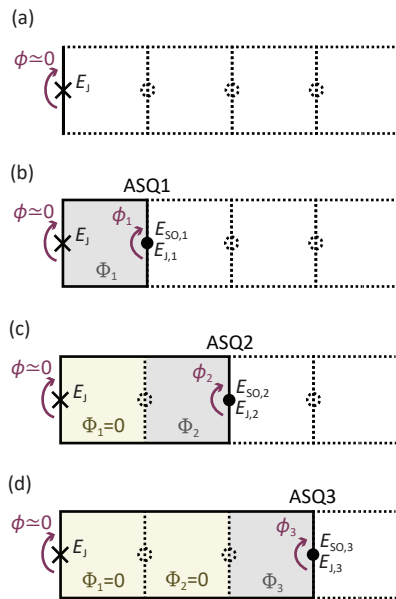 (a)
ϕ≃0
E_J
(b)
ASQ1
ϕ≃0
E_J
ϕ_1
E_SO,1
E_J,1
Φ_1
(c)
ASQ2
ϕ≃0
E_J
ϕ_2
E_SO,2
E_J,2
Φ_1=0
Φ_2
(d)
ASQ3
ϕ≃0
E_J
ϕ_3
E_SO,3
E_J,3
Φ_1=0
Φ_2=0
Φ_3